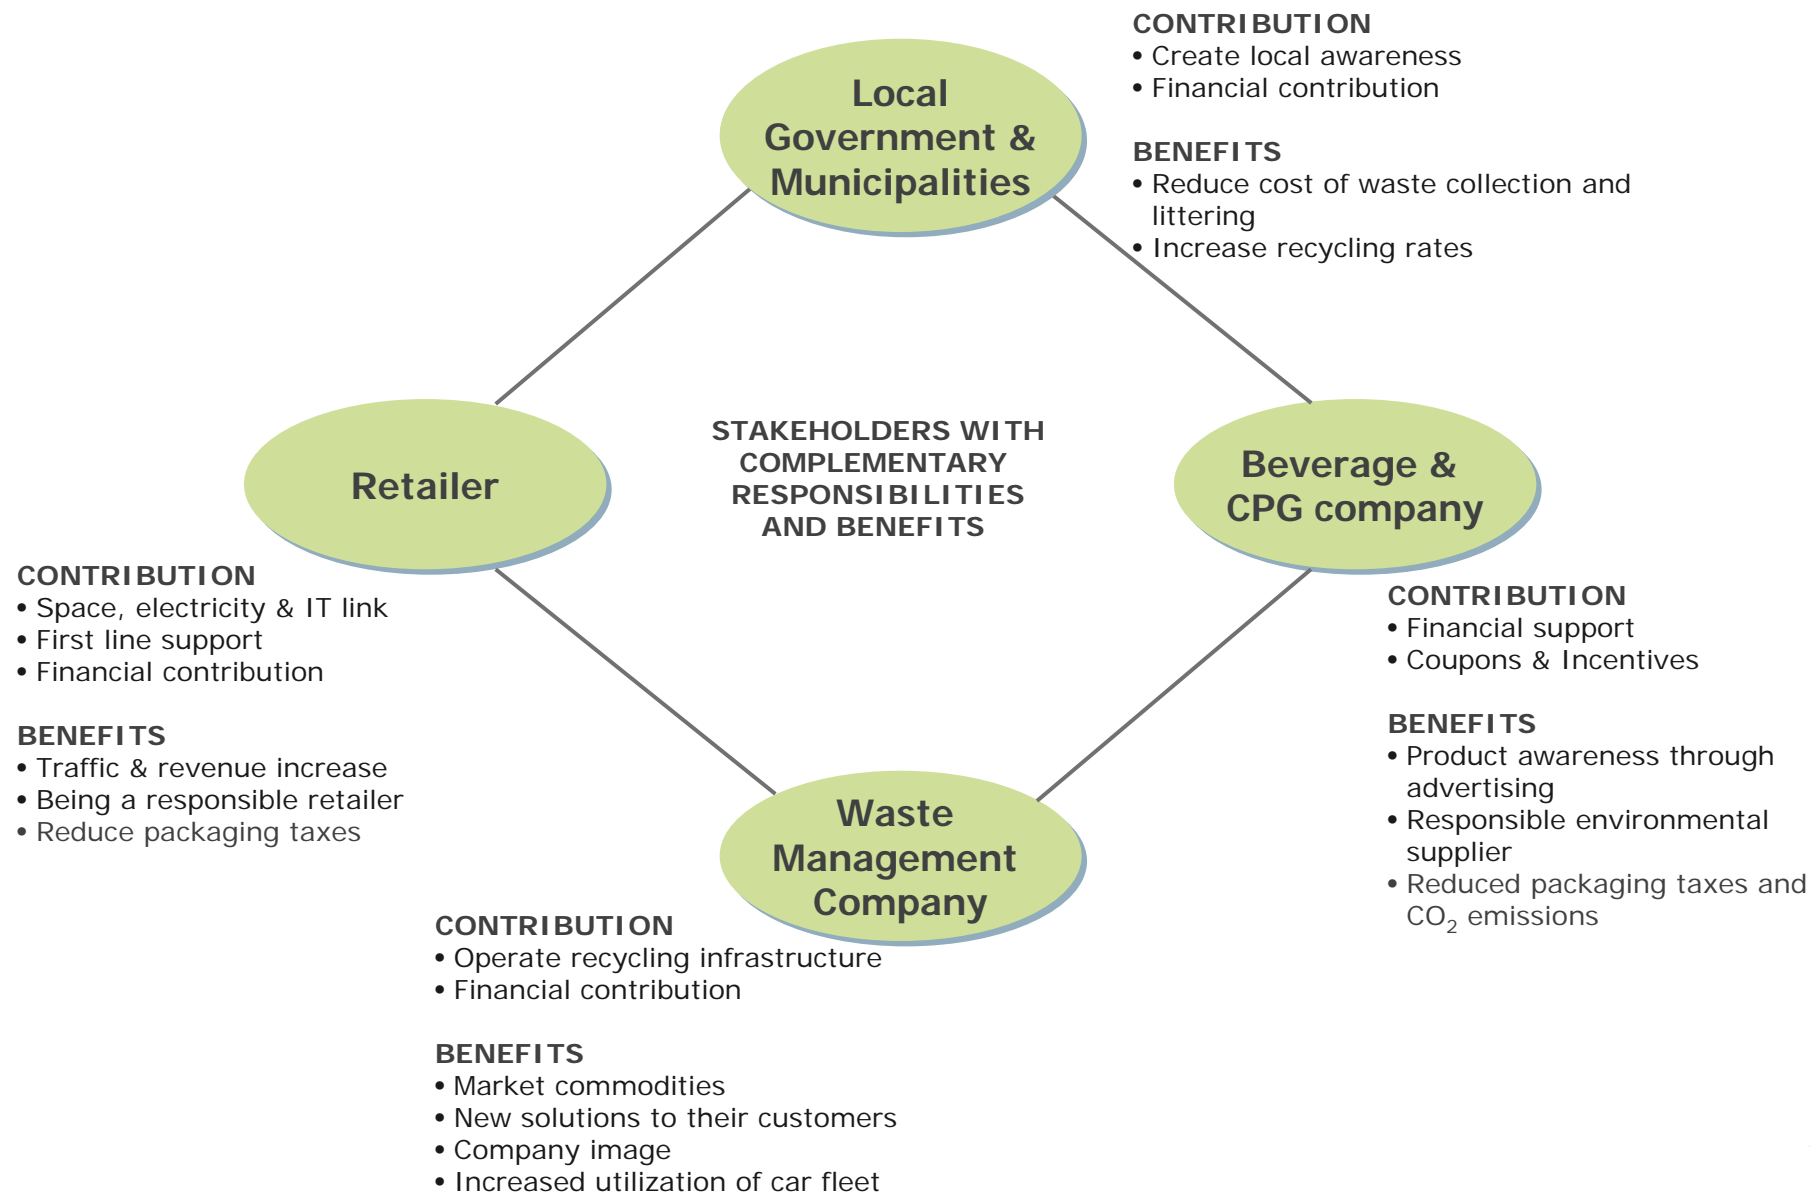 Local
Government &
Municipalities
CONTRIBUTION
• Create local awareness
• Financial contribution
BENEFITS
• Reduce cost of waste collection and
littering
• Increase recycling rates
Retailer
STAKEHOLDERS WITH
COMPLEMENTARY
RESPONSIBILITIES
AND BENEFITS
Beverage &
CPG company
CONTRIBUTION
• Space, electricity & IT link
• First line support
• Financial contribution
BENEFITS
• Traffic & revenue increase
• Being a responsible retailer
• Reduce packaging taxes
CONTRIBUTION
• Financial support
• Coupons & Incentives
BENEFITS
• Product awareness through
advertising
• Responsible environmental
supplier
• Reduced packaging taxes and
CO₂ emissions
Waste
Management
Company
CONTRIBUTION
• Operate recycling infrastructure
• Financial contribution
BENEFITS
• Market commodities
• New solutions to their customers
• Company image
• Increased utilization of car fleet